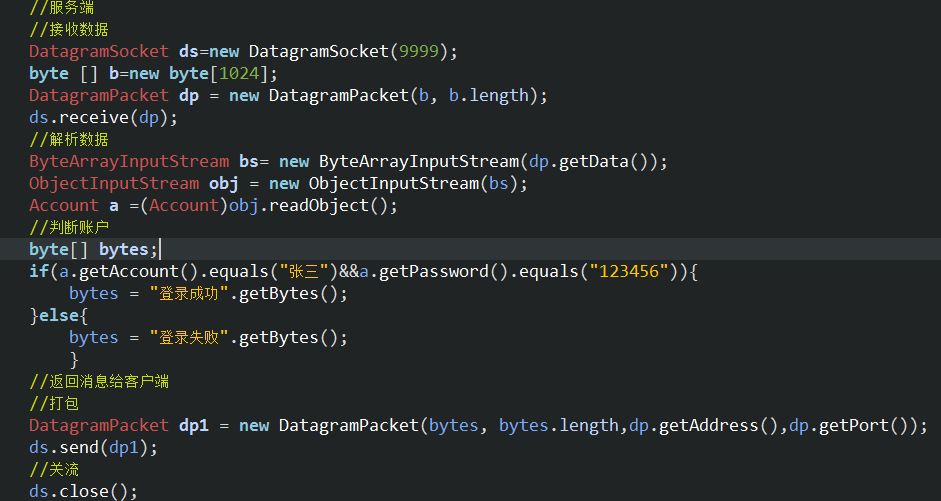 //服务端
//接收数据
DatagramSocket ds=new DatagramSocket(9999);
byte [] b=new byte[1024];
DatagramPacket dp = new DatagramPacket(b, b.length);
ds.receive(dp);
//解析数据
ByteArrayInputStream bs= new ByteArrayInputStream(dp.getData());
ObjectInputStream obj = new ObjectInputStream(bs);
Account a =(Account)obj.readObject();
//判断账户
byte[] bytes;
if(a.getAccount().equals("张三")&&a.getPassword().equals("123456")){
    bytes = "登录成功".getBytes();
}else{
    bytes = "登录失败".getBytes();
    }
//返回消息给客户端
//打包
DatagramPacket dp1 = new DatagramPacket(bytes, bytes.length,dp.getAddress(),dp.getPort());
ds.send(dp1);
//关流
ds.close();